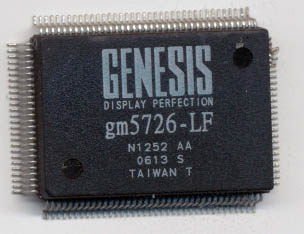 GENESIS
DISPLAY PERFECTION
gm5726-LF
N1252 AA
0613 S
TAIWAN T